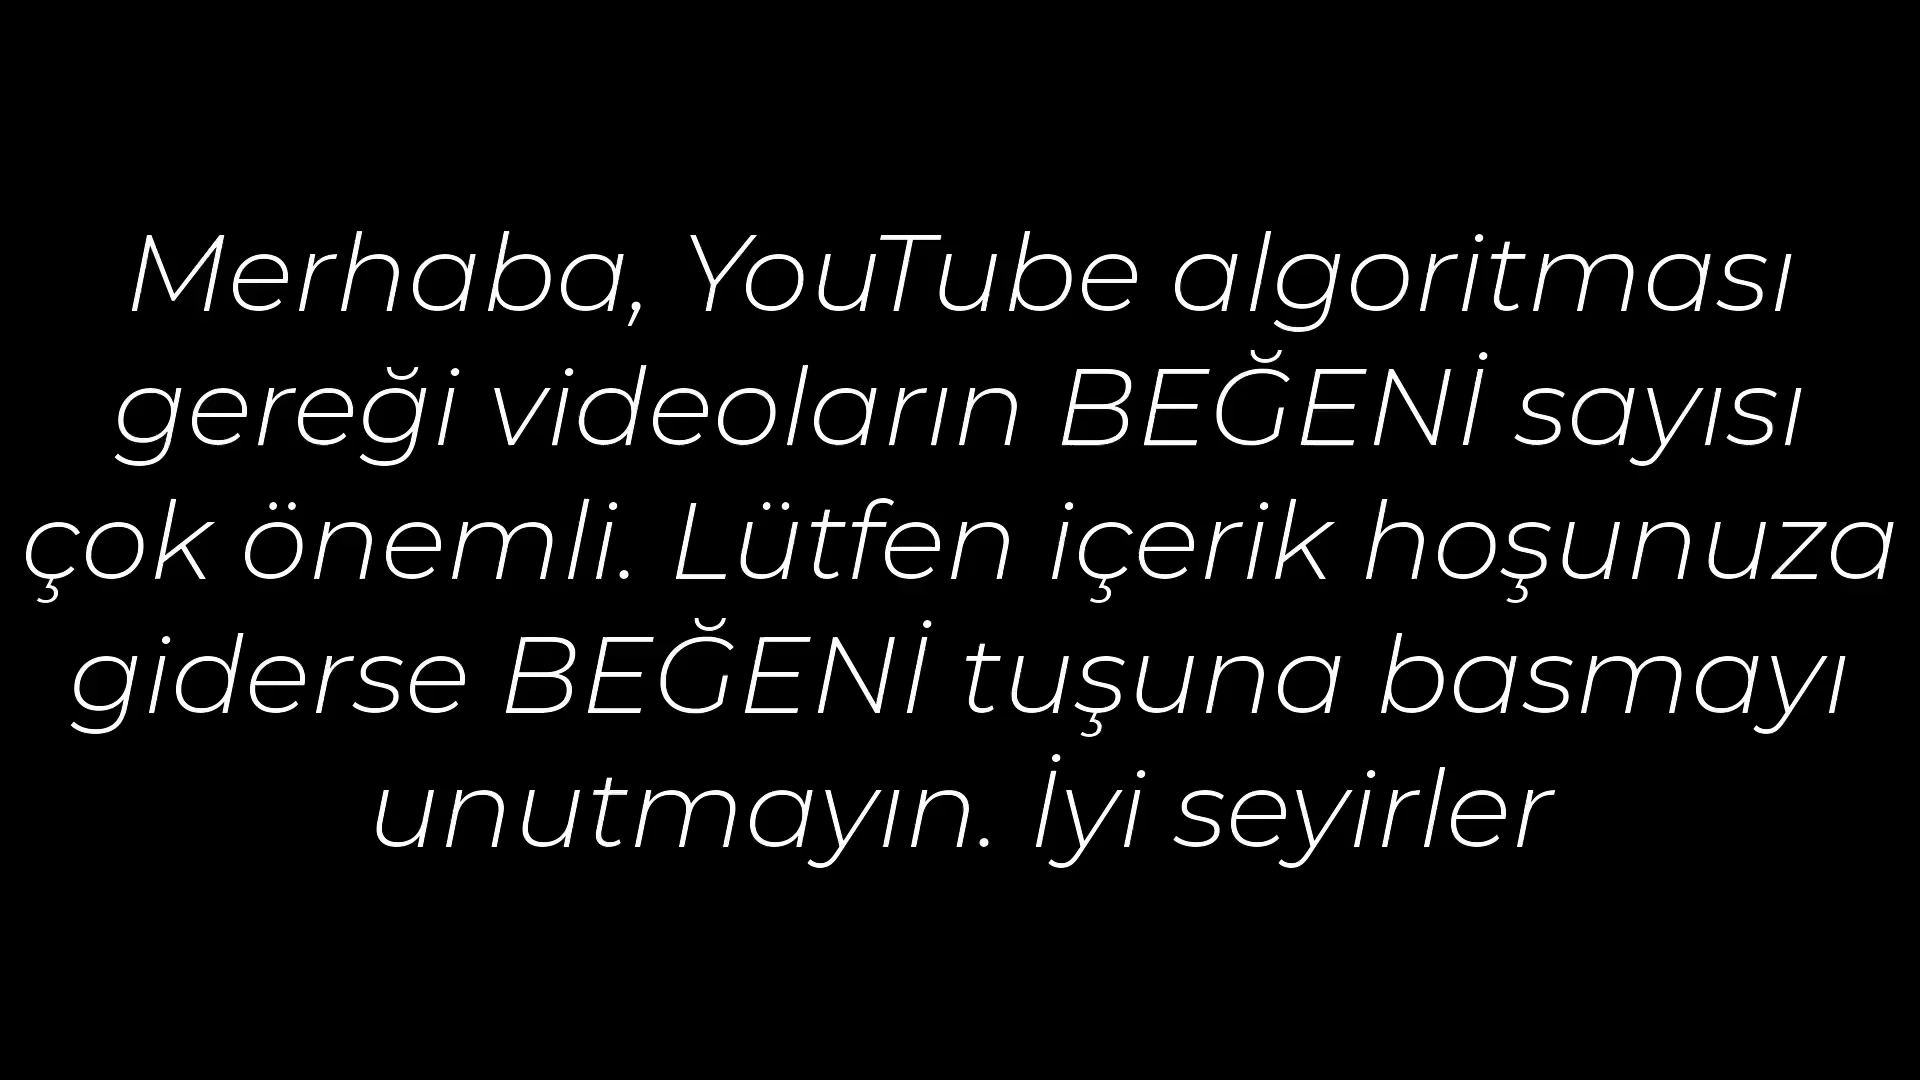 Merhaba, YouTube algoritması
gereği videoların BEĞENİ sayısı
çok önemli. Lütfen içerik hoşunuza
giderse BEĞENİ tuşuna basmayı
unutmayın. İyi seyirler